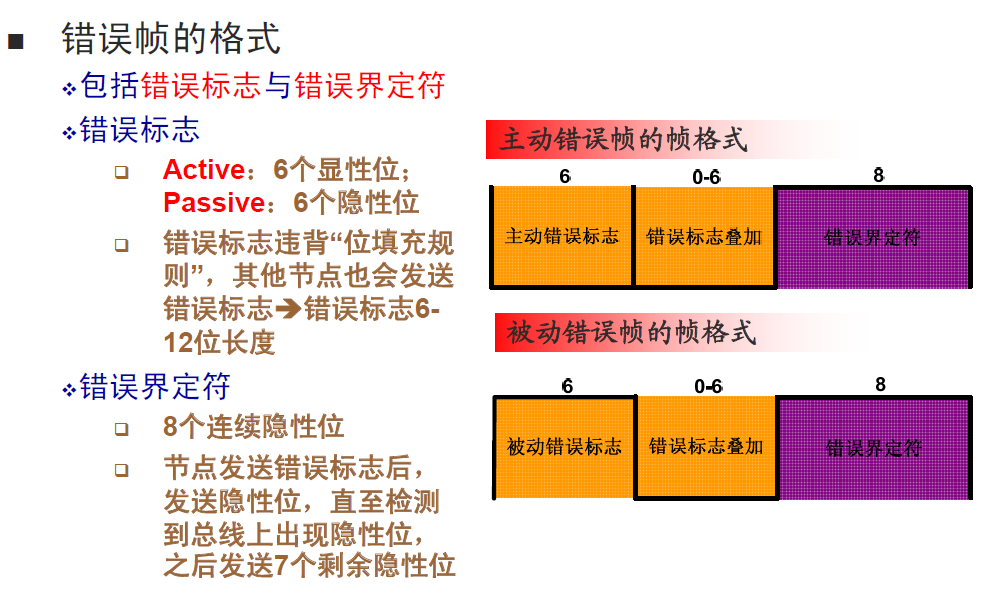 错误帧的格式
包括错误标志与错误界定符
错误标志
Active：6个显性位；
Passive：6个隐性位
错误标志违背“位填充规
则”，其他节点也会发送
错误标志➔错误标志6-
12位长度
错误界定符
8个连续隐性位
节点发送错误标志后，
发送隐性位，直至检测
到总线上出现隐性位，
之后发送7个剩余隐性位
主动错误帧的帧格式
6 0-6 8
主动错误标志 错误标志叠加 错误界定符
被动错误帧的帧格式
6 0-6 8
被动错误标志 错误标志叠加 错误界定符